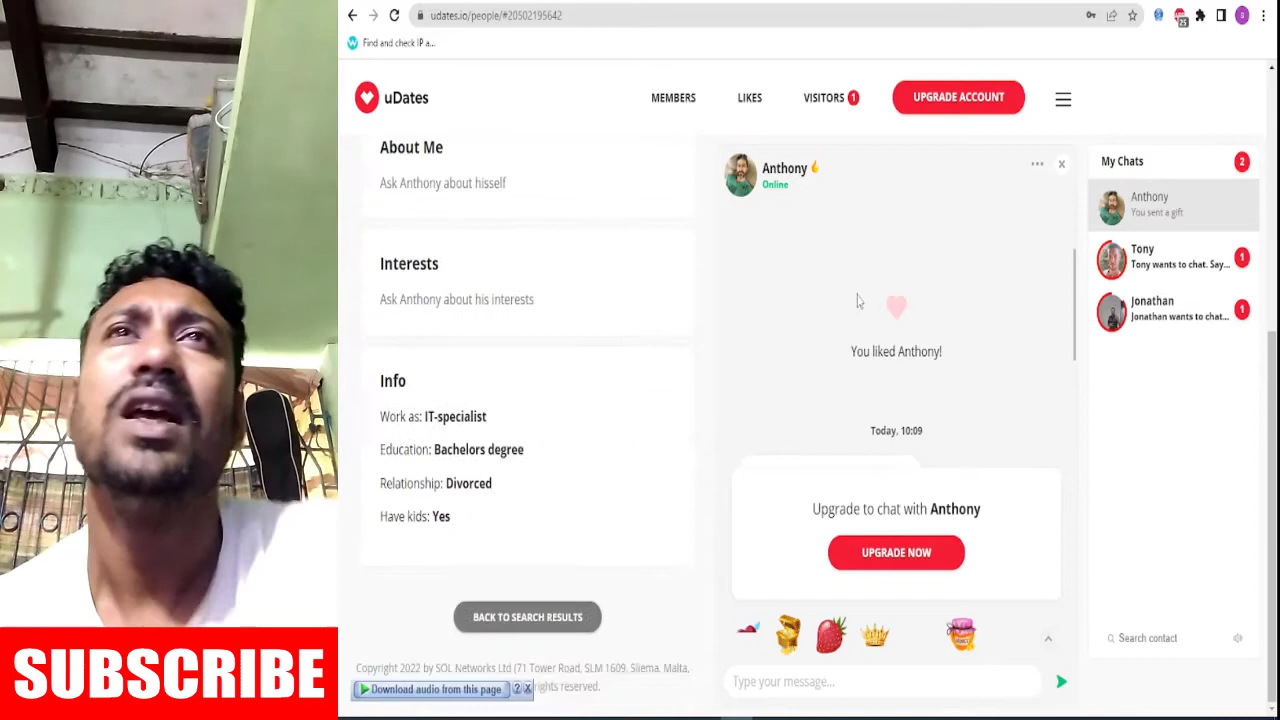 udates.io/people/#20502195642
25
S
Find and check IP a...
uDates
MEMBERS
LIKES
VISITORS 1
UPGRADE ACCOUNT
About Me
Ask Anthony about hisself
Interests
Ask Anthony about his interests
Info
Work as: IT-specialist
Education: Bachelors degree
Relationship: Divorced
Have kids: Yes
BACK TO SEARCH RESULTS
Copyright 2022 by SOL Networks Ltd (71 Tower Road, SLM 1609. Sliema. Malta,
rights reserved.
Download audio from this page
? X
Anthony
Online
You liked Anthony!
Today, 10:09
Upgrade to chat with Anthony
UPGRADE NOW
Type your message...
My Chats 2
Anthony
You sent a gift
Tony
Tony wants to chat. Say... 1
Jonathan
Jonathan wants to chat... 1
Search contact
SUBSCRIBE